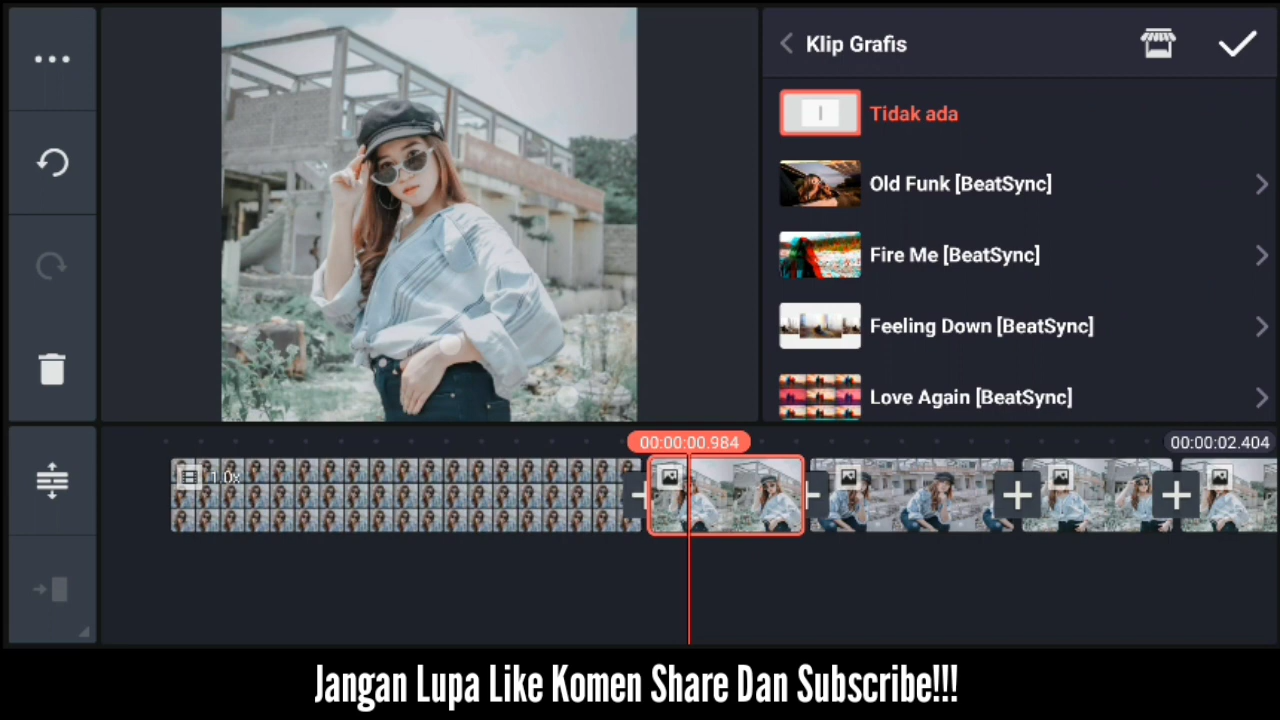 Klip Grafis
Tidak ada
Old Funk [BeatSync]
Fire Me [BeatSync]
Feeling Down [BeatSync]
Love Again [BeatSync]
00:00:00.984
00:00:02.404
1.0x
Jangan Lupa Like Komen Share Dan Subscribe!!!